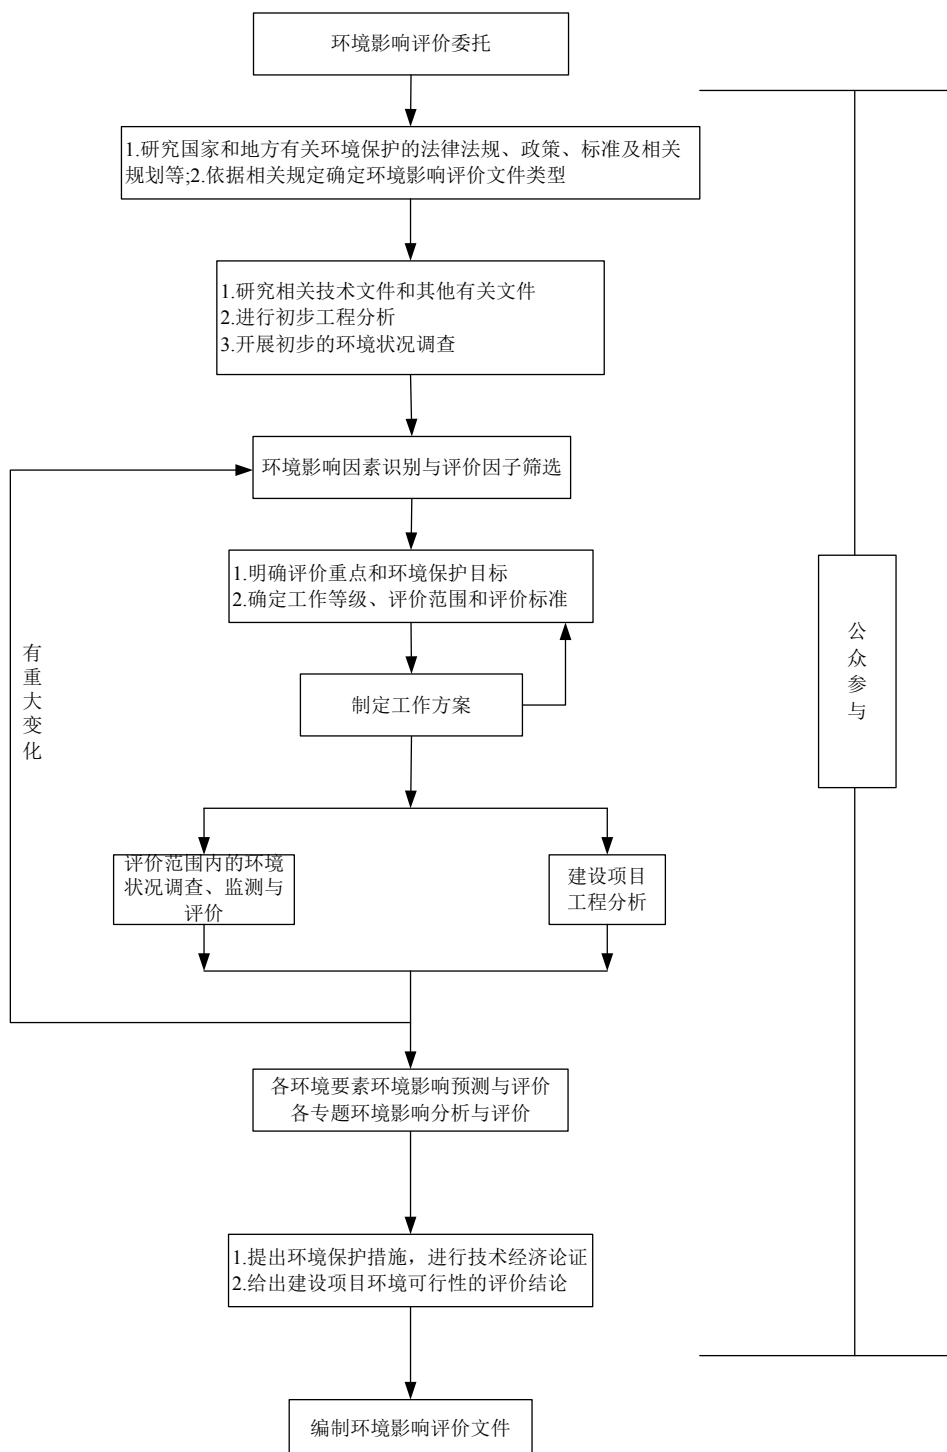 环境影响评价委托
1.研究国家和地方有关环境保护的法律法规、政策、标准及相关
规划等;2.依据相关规定确定环境影响评价文件类型
1.研究相关技术文件和其他有关文件
2.进行初步工程分析
3.开展初步的环境状况调查
环境影响因素识别与评价因子筛选
1.明确评价重点和环境保护目标
2.确定工作等级、评价范围和评价标准
有重大变化
公众参与
制定工作方案
评价范围内的环境
状况调查、监测与
评价
建设项目
工程分析
各环境要素环境影响预测与评价
各专题环境影响分析与评价
1.提出环境保护措施，进行技术经济论证
2.给出建设项目环境可行性的评价结论
编制环境影响评价文件